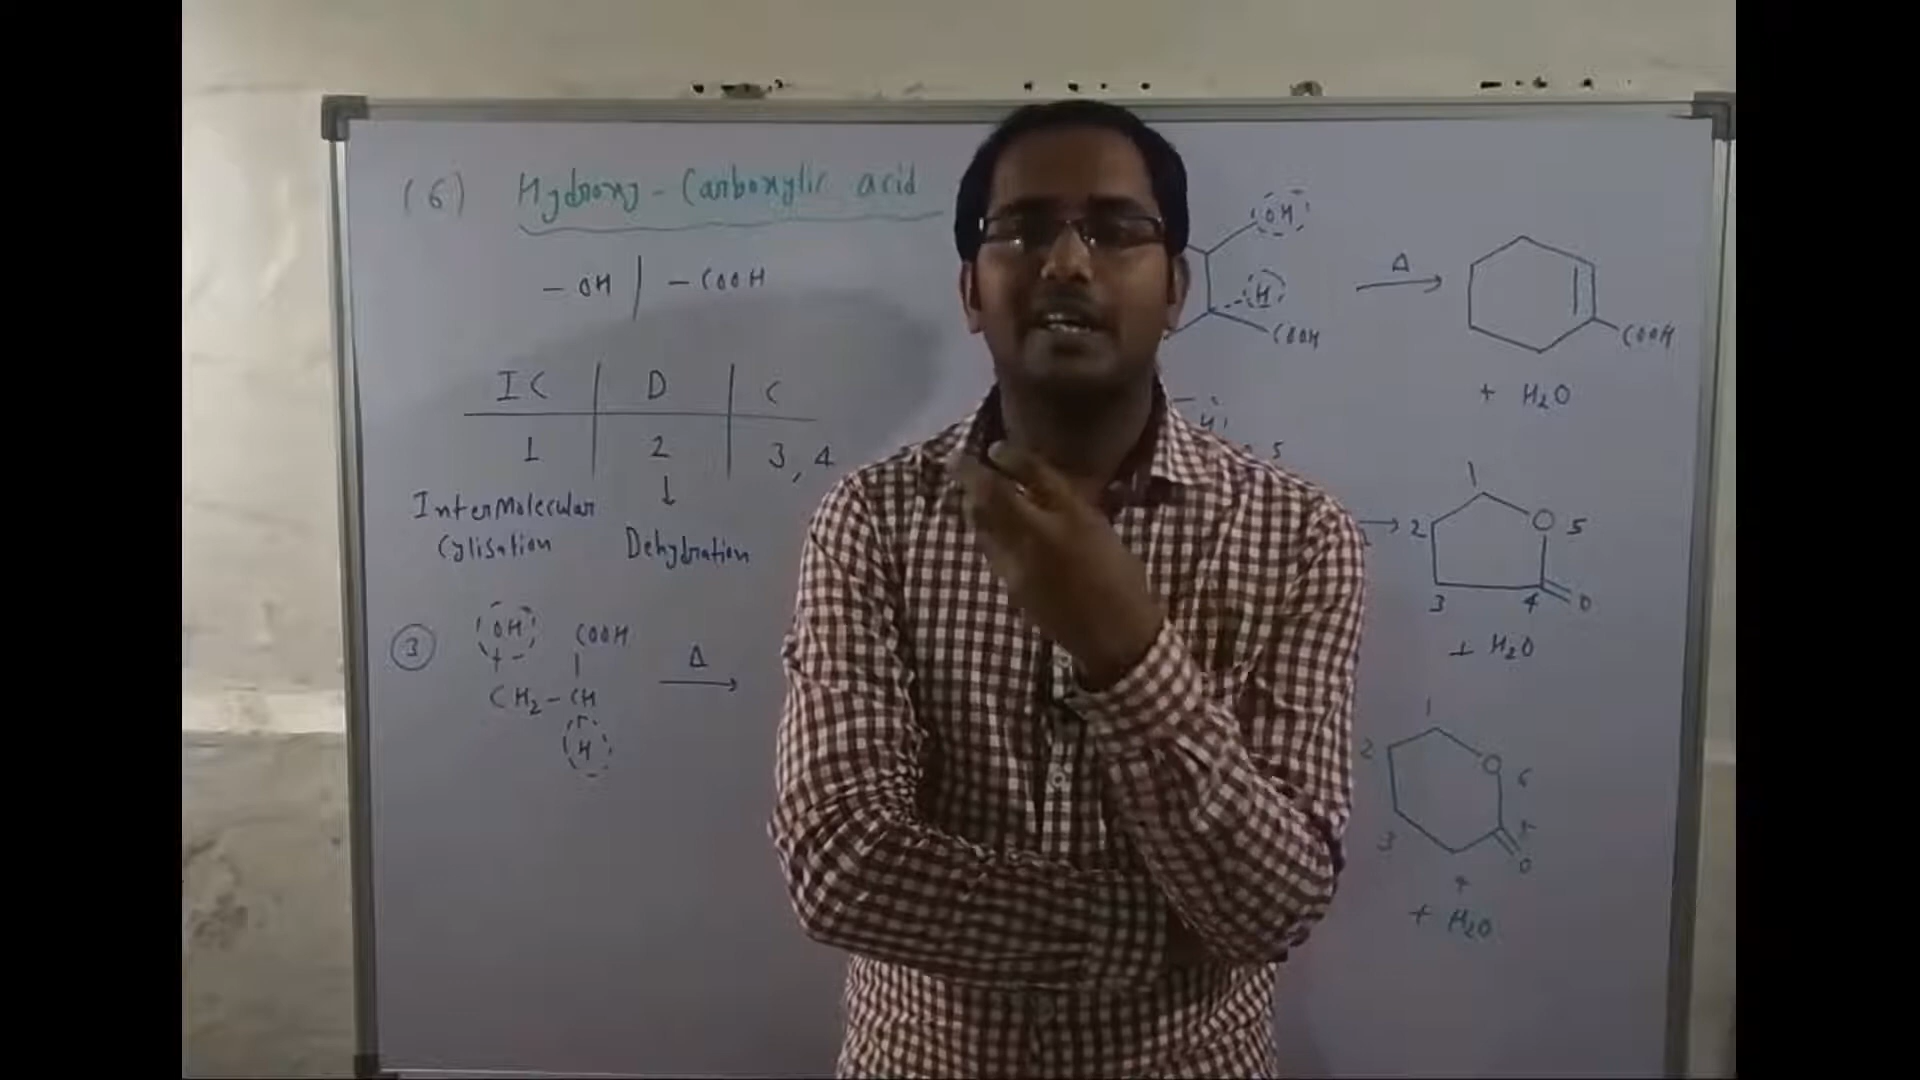 (6) Hydroxy - Carboxylic acid
- OH | - COOH
IC | D | C
1 | 2 | 3, 4
↓
Intermolecular
Cylisation
Dehydration
(3)
OH COOH
Δ
CH2 - CH
H
OH
H
COOH
Δ
COOH
+ H2O
H
5
1
2 O 5
3 4 O
+ H2O
1
2 O 6
3 5 O
4
+ H2O